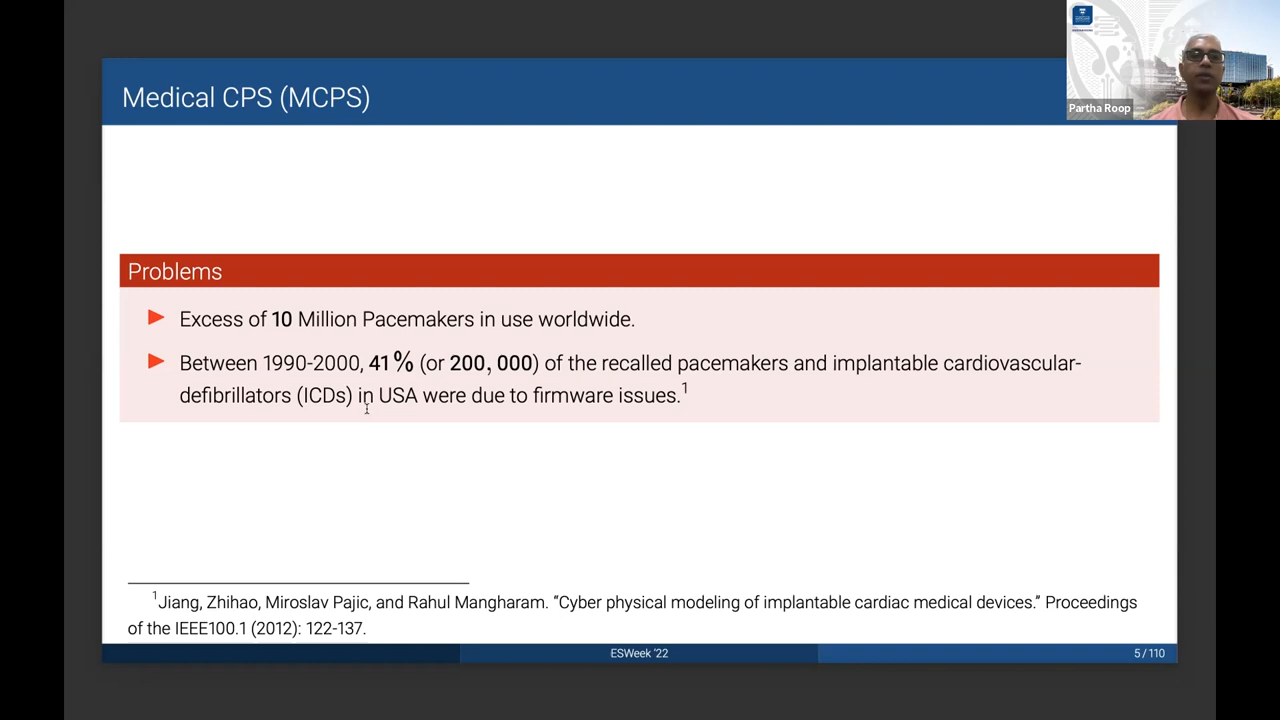 Medical CPS (MCPS)
Partha Roop
Problems
Excess of 10 Million Pacemakers in use worldwide.
Between 1990-2000, 41% (or 200, 000) of the recalled pacemakers and implantable cardiovascular-
defibrillators (ICDs) in USA were due to firmware issues.1
1Jiang, Zhihao, Miroslav Pajic, and Rahul Mangharam. “Cyber physical modeling of implantable cardiac medical devices.” Proceedings
of the IEEE100.1 (2012): 122-137.
ESWeek ’22
5 / 110